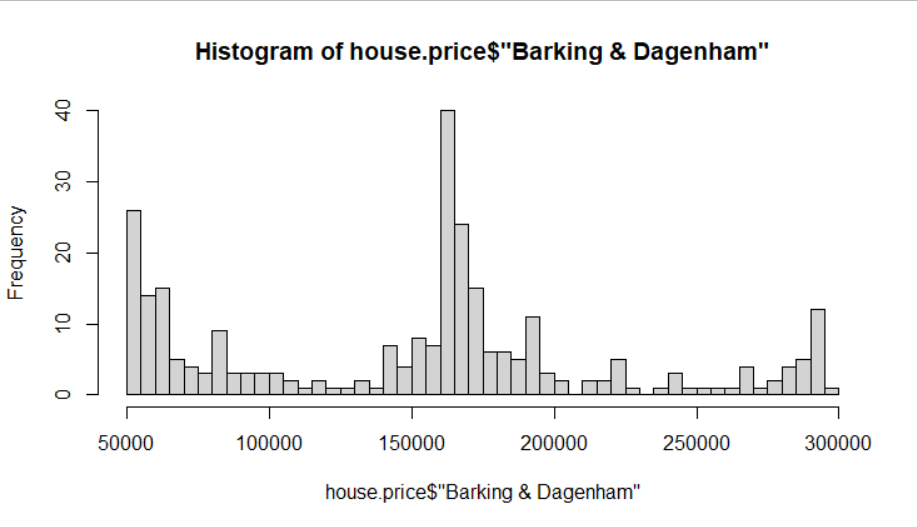 Histogram of house.price$"Barking & Dagenham"
Frequency
40
30
20
10
0
50000 100000 150000 200000 250000 300000
house.price$"Barking & Dagenham"